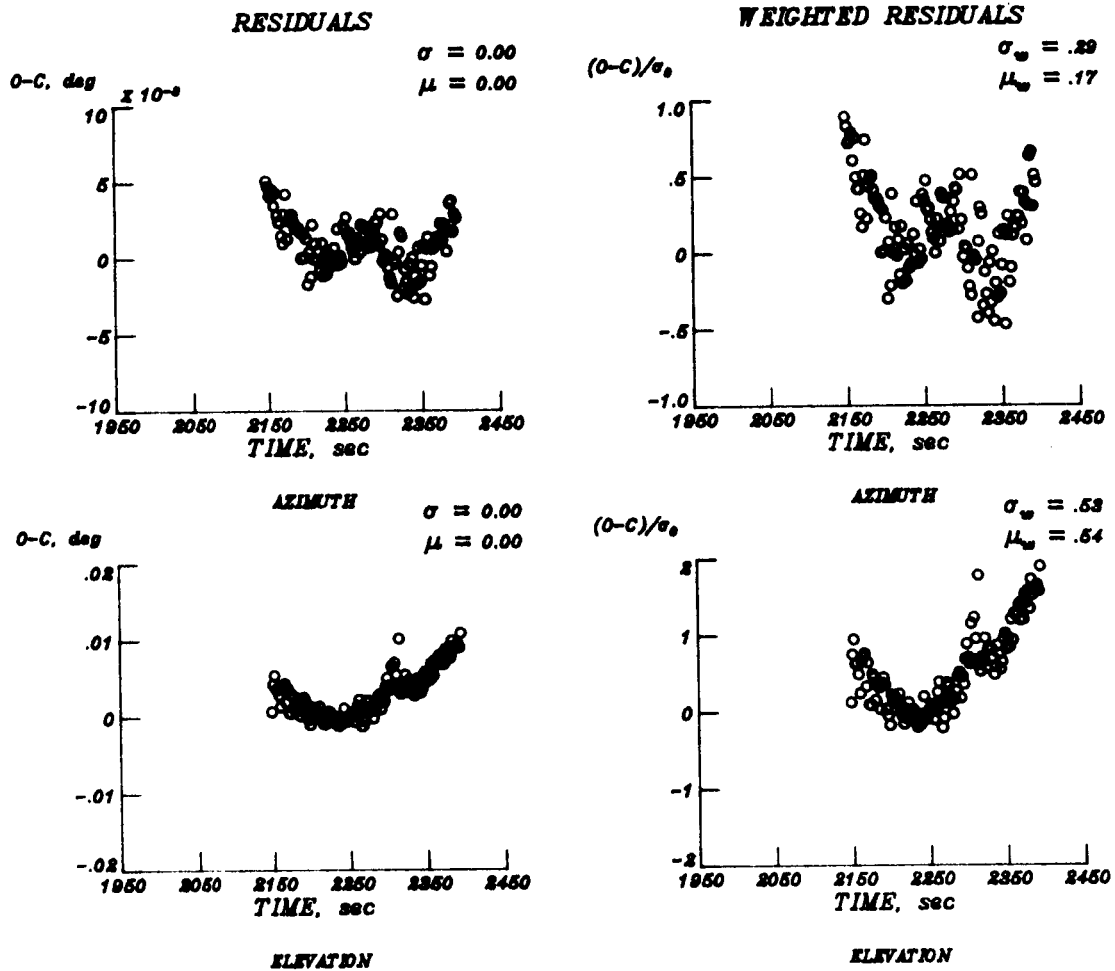 RESIDUALS
σ = 0.00
μ = 0.00
O-C, deg
X 10⁻³
10
5
0
-5
-10
1950 2050 2150 2250 2350 2450
TIME, sec
AZIMUTH
WEIGHTED RESIDUALS
σw = .29
μw = .17
(O-C)/σ0
1.0
.5
0
-.5
-1.0
1950 2050 2150 2250 2350 2450
TIME, sec
AZIMUTH
σ = 0.00
μ = 0.00
O-C, deg
.02
.01
0
-.01
-.02
1950 2050 2150 2250 2350 2450
TIME, sec
ELEVATION
σw = .53
μw = .54
(O-C)/σ0
2
1
0
-1
-2
1950 2050 2150 2250 2350 2450
TIME, sec
ELEVATION